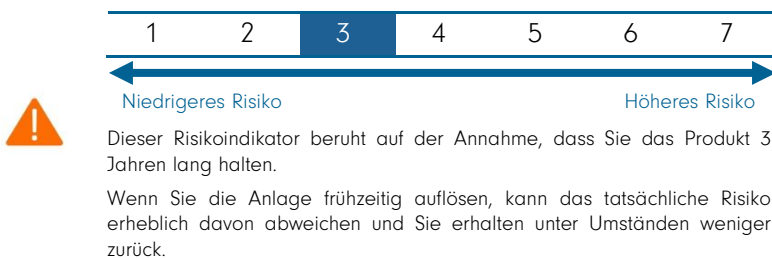 1 2 3 4 5 6 7
Niedrigeres Risiko Höheres Risiko
Dieser Risikoindikator beruht auf der Annahme, dass Sie das Produkt 3
Jahren lang halten.
Wenn Sie die Anlage frühzeitig auflösen, kann das tatsächliche Risiko
erheblich davon abweichen und Sie erhalten unter Umständen weniger
zurück.